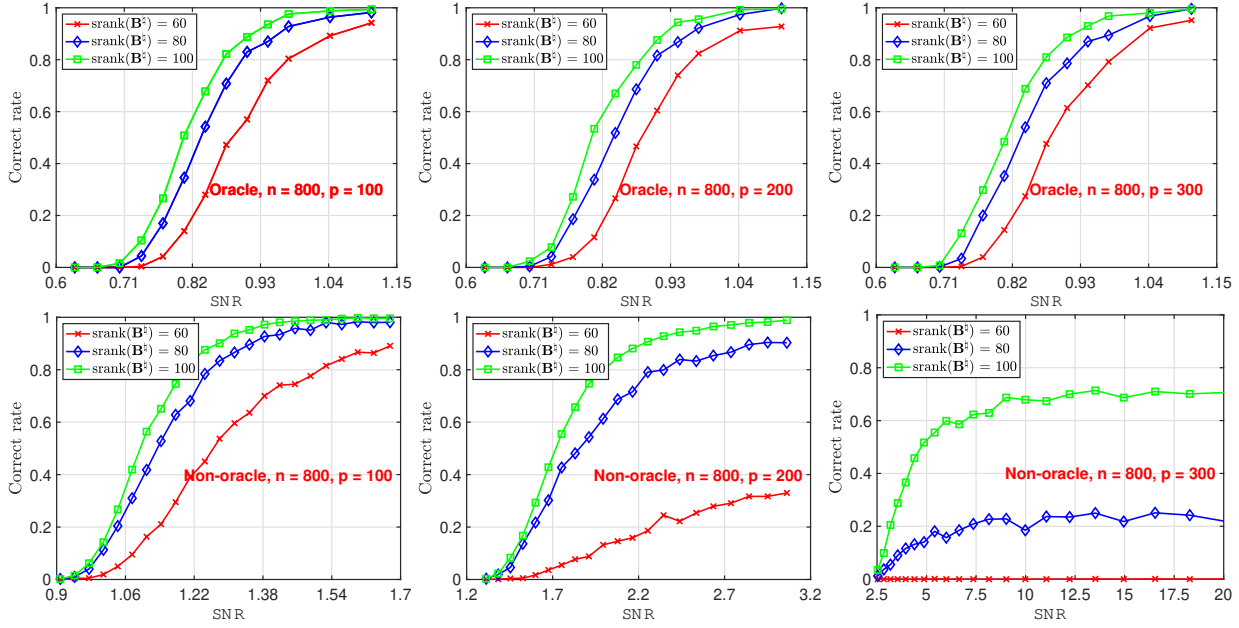 1
0.8
0.6
0.4
0.2
0
Correct rate
srank(B♮) = 60
srank(B♮) = 80
srank(B♮) = 100
Oracle, n = 800, p = 100
0.6 0.71 0.82 0.93 1.04 1.15
SNR
1
0.8
0.6
0.4
0.2
0
Correct rate
srank(B♮) = 60
srank(B♮) = 80
srank(B♮) = 100
Oracle, n = 800, p = 200
0.6 0.71 0.82 0.93 1.04 1.15
SNR
1
0.8
0.6
0.4
0.2
0
Correct rate
srank(B♮) = 60
srank(B♮) = 80
srank(B♮) = 100
Oracle, n = 800, p = 300
0.6 0.71 0.82 0.93 1.04 1.15
SNR
1
0.8
0.6
0.4
0.2
0
Correct rate
srank(B♮) = 60
srank(B♮) = 80
srank(B♮) = 100
Non-oracle, n = 800, p = 100
0.9 1.06 1.22 1.38 1.54 1.7
SNR
1
0.8
0.6
0.4
0.2
0
Correct rate
srank(B♮) = 60
srank(B♮) = 80
srank(B♮) = 100
Non-oracle, n = 800, p = 200
1.2 1.7 2.2 2.7 3.2
SNR
1
0.8
0.6
0.4
0.2
0
Correct rate
srank(B♮) = 60
srank(B♮) = 80
srank(B♮) = 100
Non-oracle, n = 800, p = 300
2.5 5 7.5 10 12.5 15 17.5 20
SNR